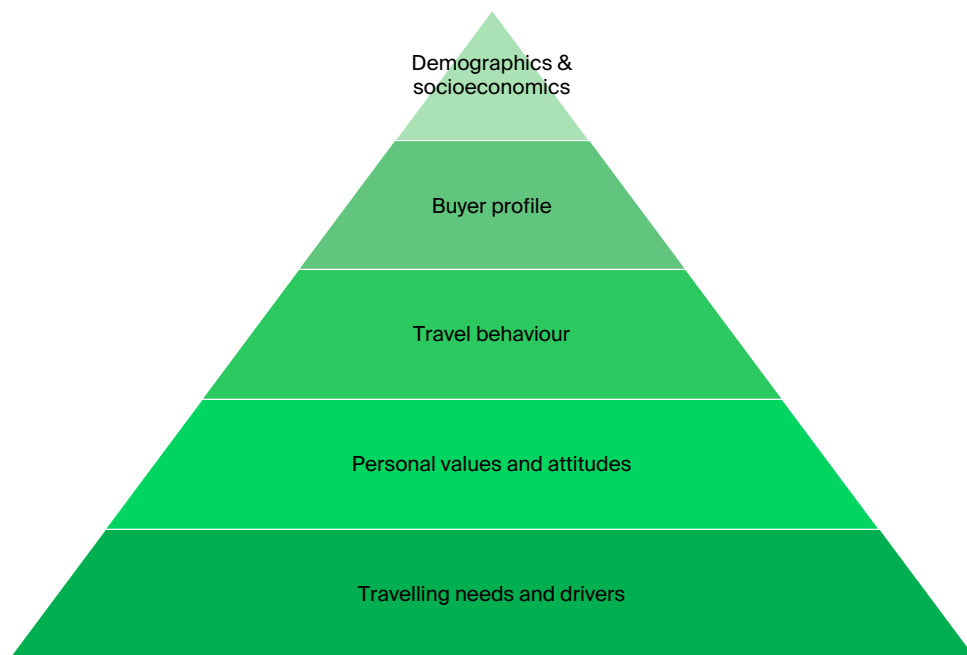 Demographics &
socioeconomics
Buyer profile
Travel behaviour
Personal values and attitudes
Travelling needs and drivers